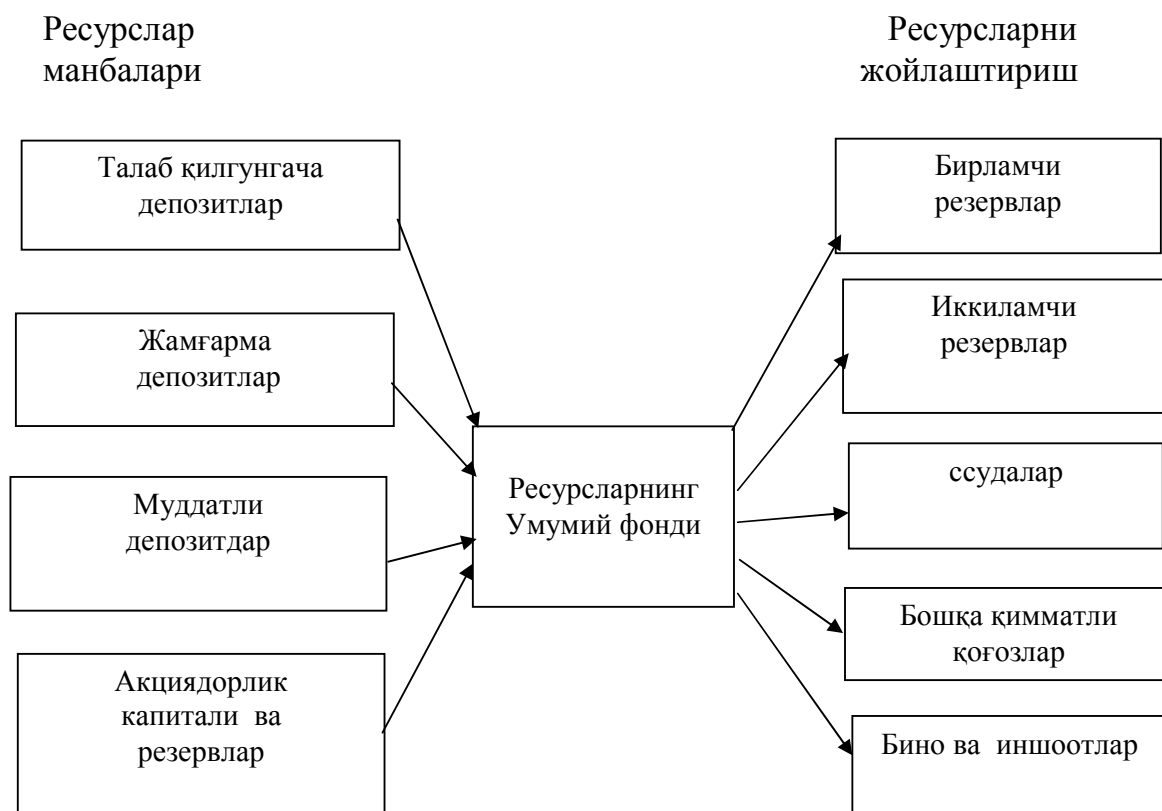 Ресурслар
манбалари
Ресурсларни
жойлаштириш
Талаб қилгунгача
депозитлар
Жамғарма
депозитлар
Муддатли
депозитдар
Акциядорлик
капитали ва
резервлар
Ресурсларнинг
Умумий фонди
Бирламчи
резервлар
Иккиламчи
резервлар
ссудалар
Бошқа қимматли
қоғозлар
Бино ва иншоотлар